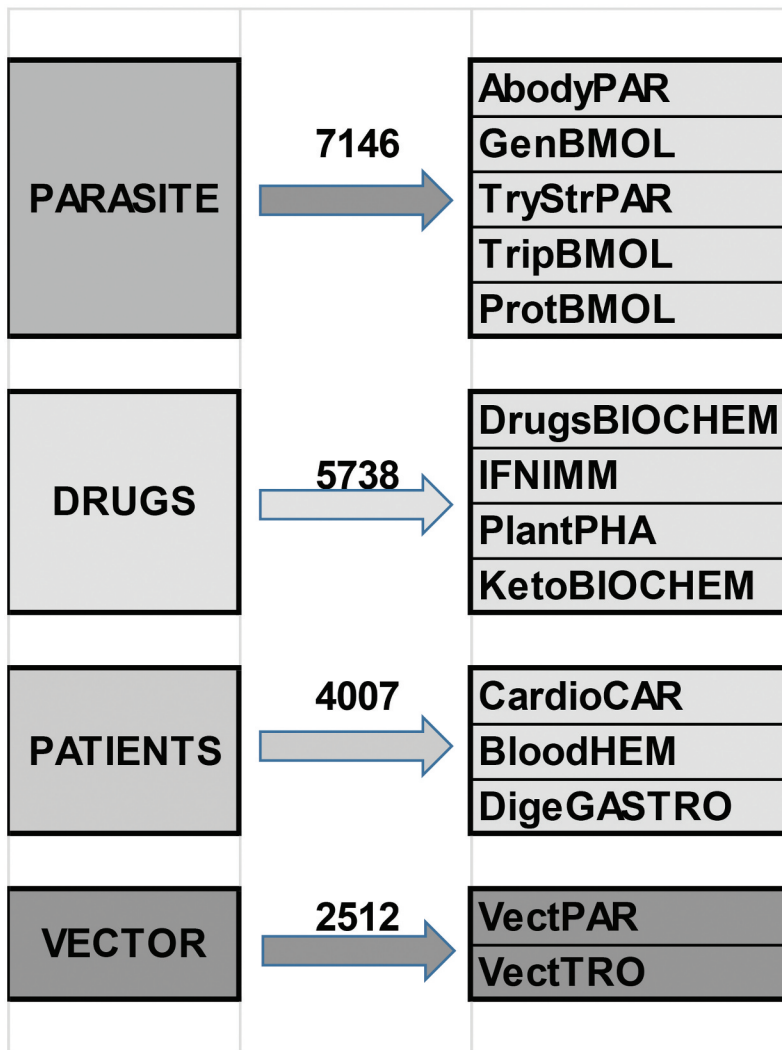 PARASITE
7146
AbodyPAR
GenBMOL
TryStrPAR
TripBMOL
ProtBMOL
DRUGS
5738
DrugsBIOCHEM
IFNIMM
PlantPHA
KetoBIOCHEM
PATIENTS
4007
CardioCAR
BloodHEM
DigeGASTRO
VECTOR
2512
VectPAR
VectTRO